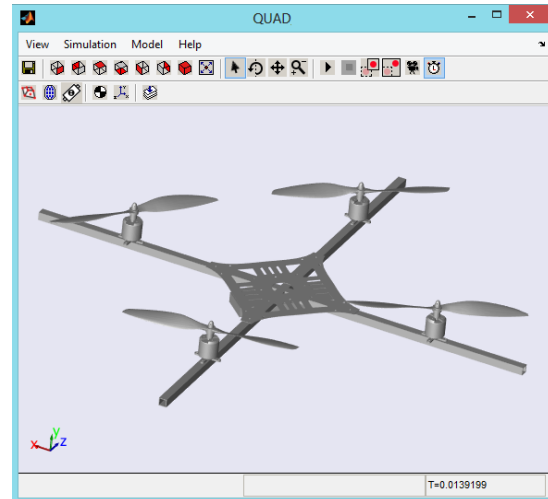 QUAD
View Simulation Model Help
y
x z
T=0.0139199